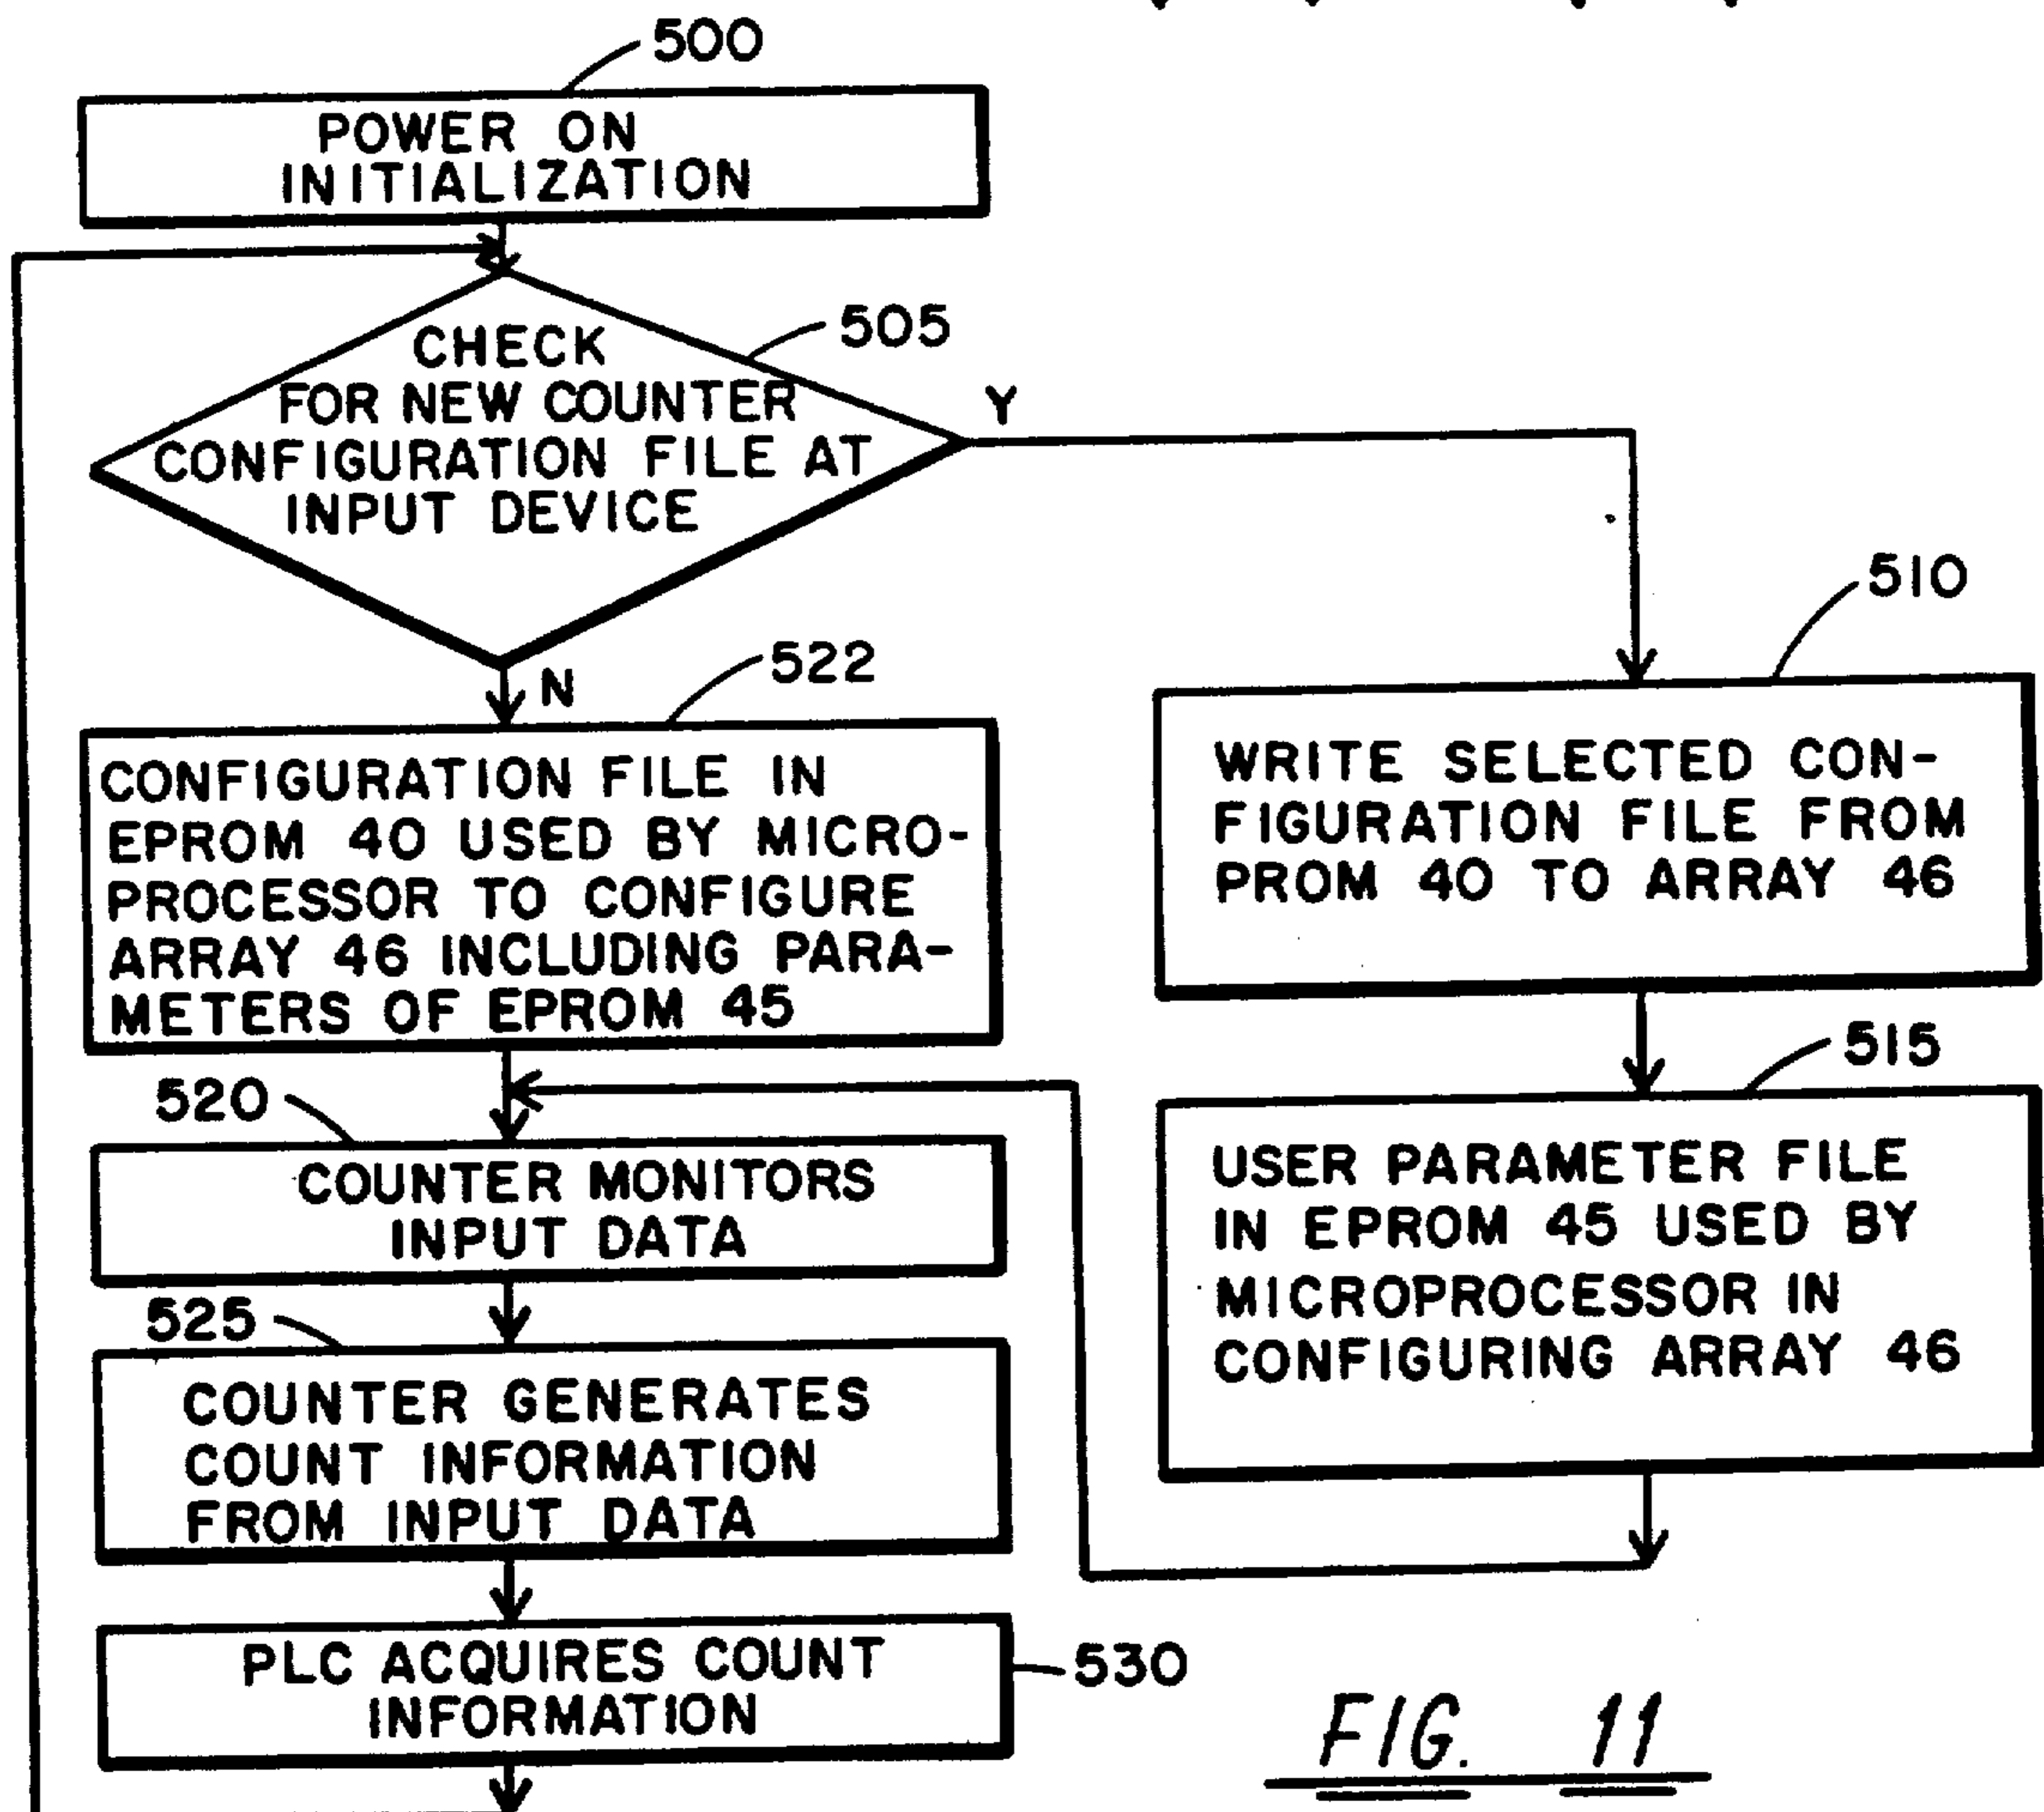 500
POWER ON
INITIALIZATION
505
CHECK
FOR NEW COUNTER
CONFIGURATION FILE AT
INPUT DEVICE
Y
N
522
CONFIGURATION FILE IN
EPROM 40 USED BY MICRO-
PROCESSOR TO CONFIGURE
ARRAY 46 INCLUDING PARA-
METERS OF EPROM 45
510
WRITE SELECTED CON-
FIGURATION FILE FROM
PROM 40 TO ARRAY 46
515
USER PARAMETER FILE
IN EPROM 45 USED BY
MICROPROCESSOR IN
CONFIGURING ARRAY 46
520
COUNTER MONITORS
INPUT DATA
525
COUNTER GENERATES
COUNT INFORMATION
FROM INPUT DATA
PLC ACQUIRES COUNT
INFORMATION
530
FIG. 11